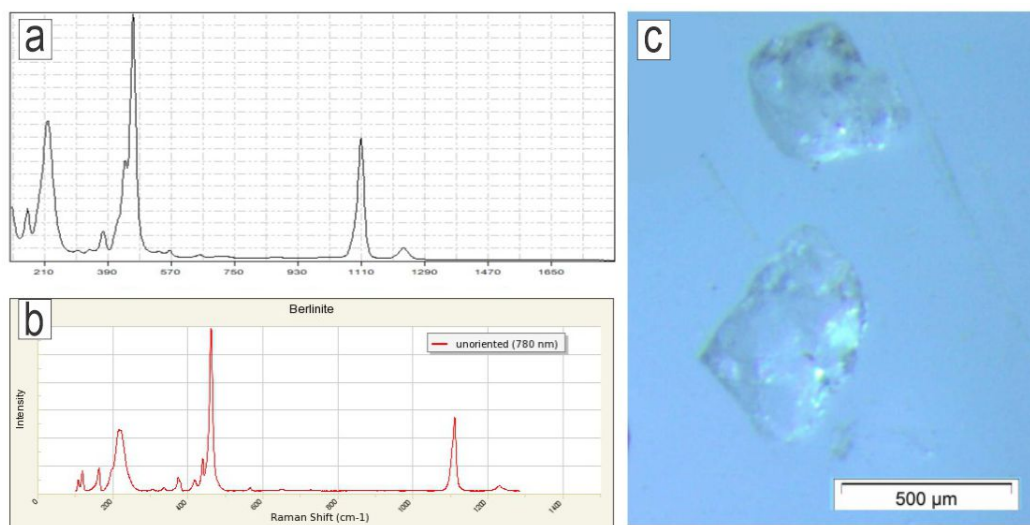 a
210 390 570 750 930 1110 1290 1470 1650
b
Berlinite
unoriented (780 nm)
Intensity
0 200 400 600 800 1000 1200 1400
Raman Shift (cm-1)
c
500 µm